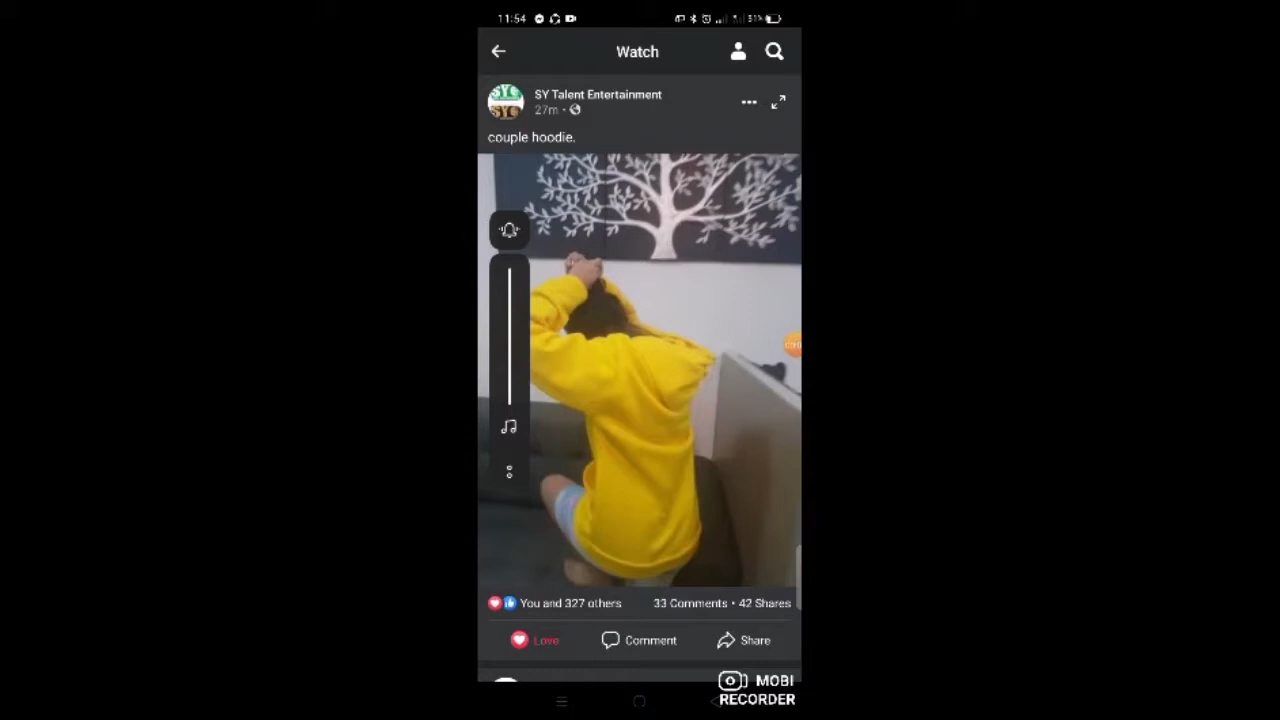 11:54
51%
Watch
SY Talent Entertainment
27m
couple hoodie.
You and 327 others
33 Comments • 42 Shares
Love
Comment
Share
MOBI
RECORDER